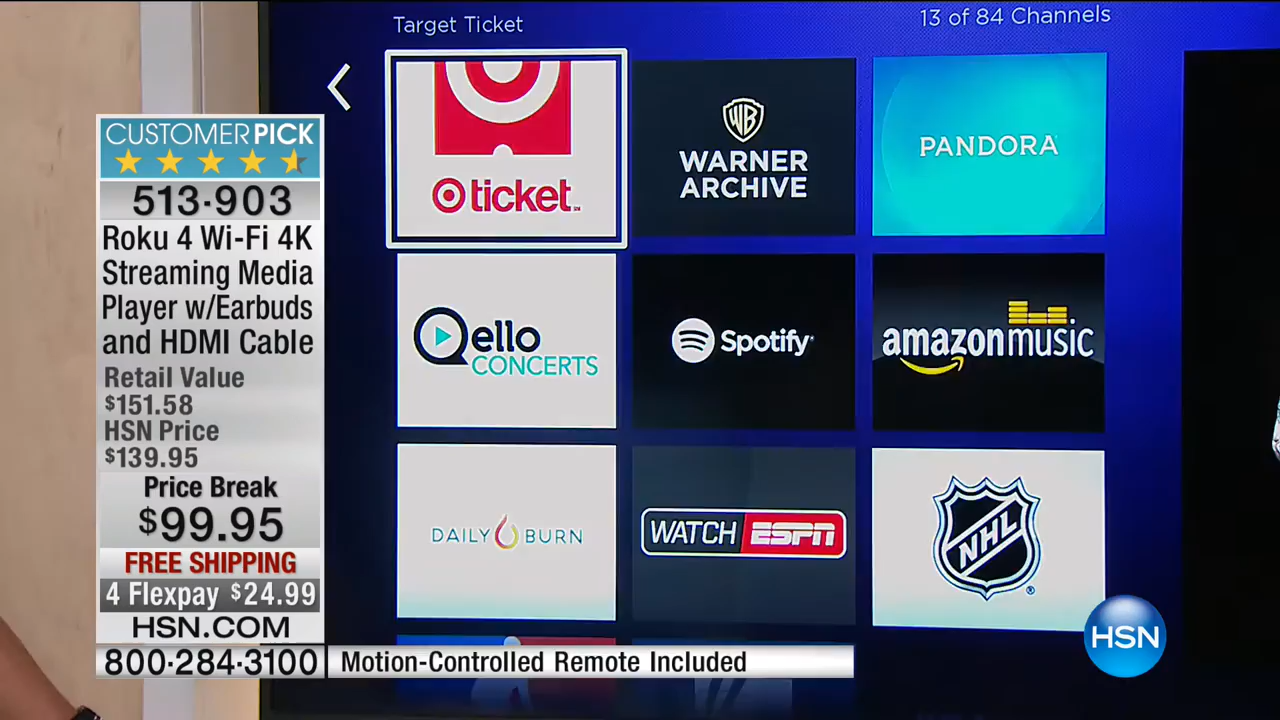 Target Ticket
13 of 84 Channels
ticket
WB
WARNER
ARCHIVE
PANDORA
Qello
CONCERTS
Spotify
amazonmusic
DAILY BURN
WATCH ESPN
NHL
CUSTOMER PICK
513-903
Roku 4 Wi-Fi 4K
Streaming Media
Player w/Earbuds
and HDMI Cable
Retail Value
$151.58
HSN Price
$139.95
Price Break
$99.95
FREE SHIPPING
4 Flexpay $24.99
HSN.COM
800-284-3100
Motion-Controlled Remote Included
HSN